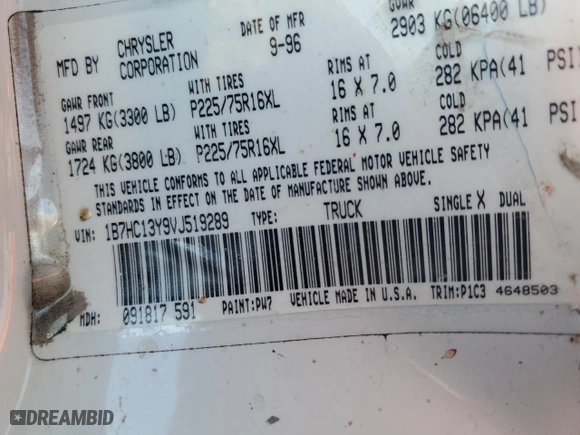 MFD BY CHRYSLER CORPORATION DATE OF MFR 9-96 GVWR 2903 KG(06400 LB)
GAWR FRONT WITH TIRES RIMS AT COLD
1497 KG(3300 LB) P225/75R16XL 16 X 7.0 282 KPA(41 PSI
GAWR REAR WITH TIRES RIMS AT COLD
1724 KG(3800 LB) P225/75R16XL 16 X 7.0 282 KPA(41 PSI
THIS VEHICLE CONFORMS TO ALL APPLICABLE FEDERAL MOTOR VEHICLE SAFETY
STANDARDS IN EFFECT ON THE DATE OF MANUFACTURE SHOWN ABOVE.
VIN: 1B7HC13Y9VJ519289 TYPE: TRUCK SINGLE X DUAL
MDH: 091817 591 PAINT:PW7 VEHICLE MADE IN U.S.A. TRIM:P1C3 4648503
DREAMBID